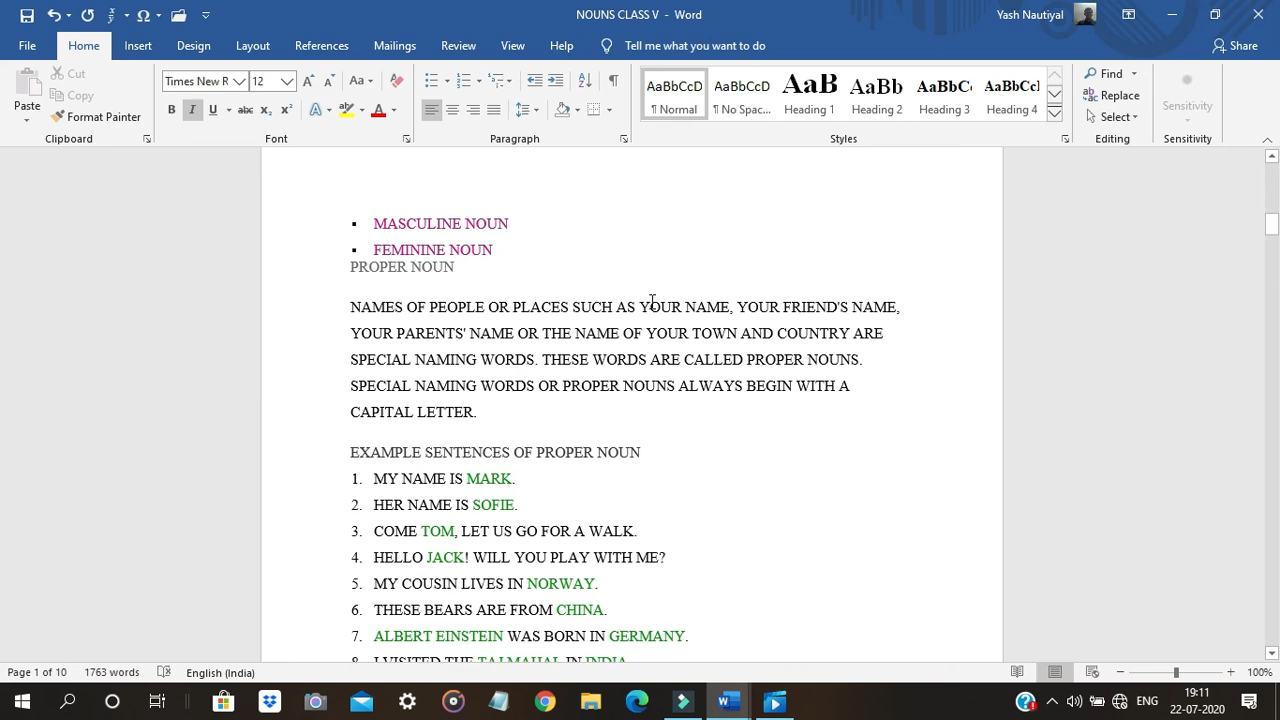 NOUNS CLASS V - Word
Yash Nautiyal
File Home Insert Design Layout References Mailings Review View Help Tell me what you want to do Share
Cut
Copy
Paste
Format Painter
Clipboard
Times New R 12
Font
Paragraph
AaBbCcD AaBbCcD AaB AaBb AaBbC AaBbCcI
¶ Normal ¶ No Spac... Heading 1 Heading 2 Heading 3 Heading 4
Styles
Find
Replace
Select
Editing
Sensitivity
Sensitivity
▪ MASCULINE NOUN
▪ FEMININE NOUN
PROPER NOUN
NAMES OF PEOPLE OR PLACES SUCH AS YOUR NAME, YOUR FRIEND'S NAME,
YOUR PARENTS' NAME OR THE NAME OF YOUR TOWN AND COUNTRY ARE
SPECIAL NAMING WORDS. THESE WORDS ARE CALLED PROPER NOUNS.
SPECIAL NAMING WORDS OR PROPER NOUNS ALWAYS BEGIN WITH A
CAPITAL LETTER.
EXAMPLE SENTENCES OF PROPER NOUN
1. MY NAME IS MARK.
2. HER NAME IS SOFIE.
3. COME TOM, LET US GO FOR A WALK.
4. HELLO JACK! WILL YOU PLAY WITH ME?
5. MY COUSIN LIVES IN NORWAY.
6. THESE BEARS ARE FROM CHINA.
7. ALBERT EINSTEIN WAS BORN IN GERMANY.
8. I VISITED THE TAJ MAHAL IN INDIA.
Page 1 of 10 1763 words English (India) 100%
ENG 19:11
22-07-2020